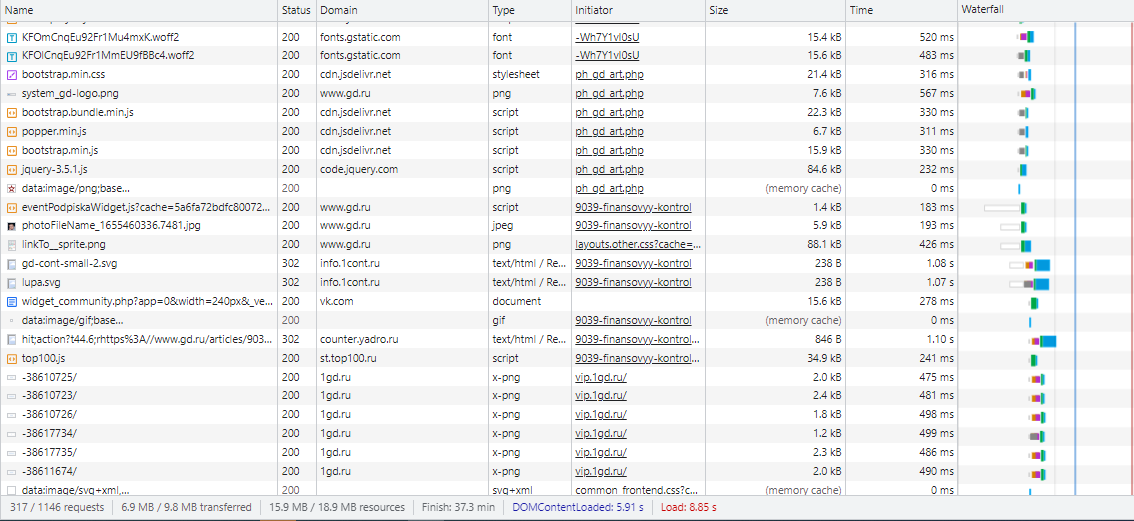 Name Status Domain Type Initiator Size Time Waterfall
KFOmCnqEu92Fr1Mu4mxK.woff2 200 fonts.gstatic.com font -Wh7Y1vI0sU 15.4 kB 520 ms
KFOlCnqEu92Fr1MmEU9fBBc4.woff2 200 fonts.gstatic.com font -Wh7Y1vI0sU 15.6 kB 483 ms
bootstrap.min.css 200 cdn.jsdelivr.net stylesheet ph_gd_art.php 21.4 kB 316 ms
system_gd-logo.png 200 www.gd.ru png ph_gd_art.php 7.6 kB 567 ms
bootstrap.bundle.min.js 200 cdn.jsdelivr.net script ph_gd_art.php 22.3 kB 330 ms
popper.min.js 200 cdn.jsdelivr.net script ph_gd_art.php 6.7 kB 311 ms
bootstrap.min.js 200 cdn.jsdelivr.net script ph_gd_art.php 15.9 kB 330 ms
jquery-3.5.1.js 200 code.jquery.com script ph_gd_art.php 84.6 kB 232 ms
data:image/png;base... 200 png ph_gd_art.php (memory cache) 0 ms
eventPodpiskaWidget.js?cache=5a6fa72bdfc80072... 200 www.gd.ru script 9039-finansovyy-kontrol 1.4 kB 183 ms
photoFileName_1655460336.7481.jpg 200 www.gd.ru jpeg 9039-finansovyy-kontrol 5.9 kB 193 ms
linkTo__sprite.png 200 www.gd.ru png layouts.other.css?cache=... 88.1 kB 426 ms
gd-cont-small-2.svg 302 info.1cont.ru text/html / Re... 9039-finansovyy-kontrol 238 B 1.08 s
lupa.svg 302 info.1cont.ru text/html / Re... 9039-finansovyy-kontrol 238 B 1.07 s
widget_community.php?app=0&width=240px&_ve... 200 vk.com document 15.6 kB 278 ms
data:image/gif;base... 200 gif 9039-finansovyy-kontrol (memory cache) 0 ms
hit;action?t44.6;rhttps%3A//www.gd.ru/articles/903... 302 counter.yadro.ru text/html / Re... 9039-finansovyy-kontrol... 846 B 1.10 s
top100.js 200 st.top100.ru script 9039-finansovyy-kontrol... 34.9 kB 241 ms
-38610725/ 200 1gd.ru x-png vip.1gd.ru/ 2.0 kB 475 ms
-38610723/ 200 1gd.ru x-png vip.1gd.ru/ 2.4 kB 481 ms
-38610726/ 200 1gd.ru x-png vip.1gd.ru/ 1.8 kB 498 ms
-38617734/ 200 1gd.ru x-png vip.1gd.ru/ 1.2 kB 499 ms
-38617735/ 200 1gd.ru x-png vip.1gd.ru/ 2.3 kB 486 ms
-38611674/ 200 1gd.ru x-png vip.1gd.ru/ 2.0 kB 490 ms
data:image/svg+xml,... 200 svg+xml common_frontend.css?c... (memory cache) 0 ms
317 / 1146 requests 6.9 MB / 9.8 MB transferred 15.9 MB / 18.9 MB resources Finish: 37.3 min DOMContentLoaded: 5.91 s Load: 8.85 s